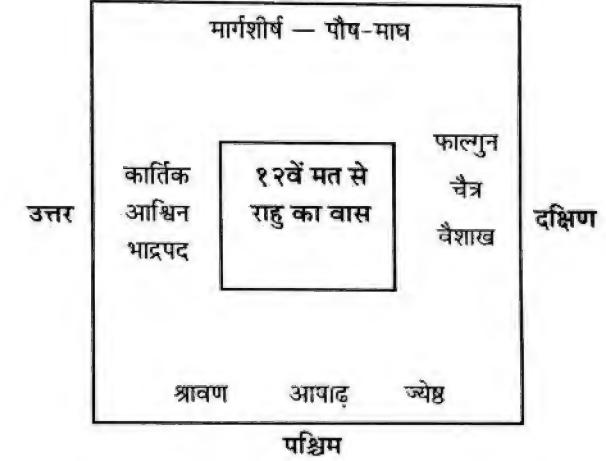 मार्गशीर्ष — पौष-माघ
फाल्गुन
चैत्र
वैशाख
कार्तिक
आश्विन
भाद्रपद
१२वें मत से
राहु का वास
उत्तर
दक्षिण
श्रावण आषाढ़ ज्येष्ठ
पश्चिम